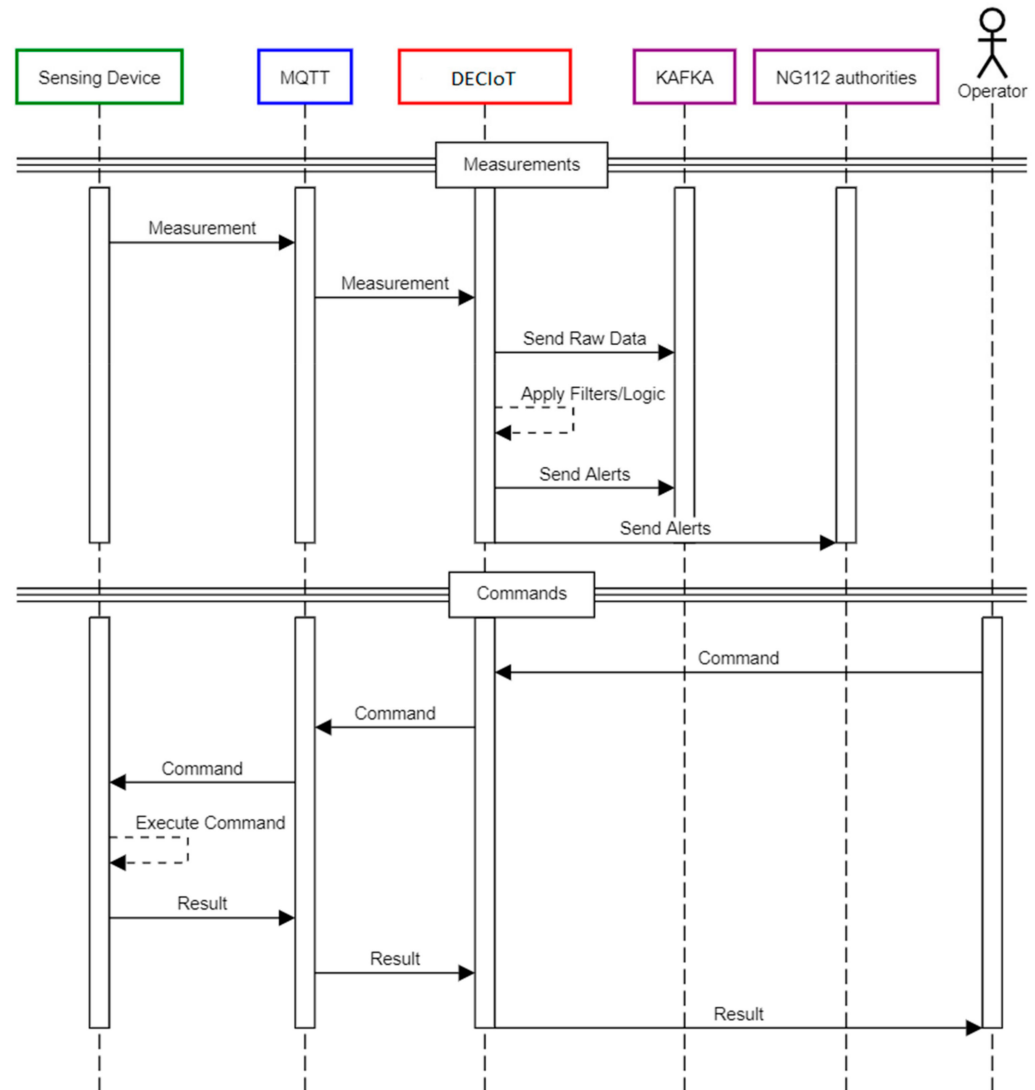 Sensing Device
MQTT
DECIoT
KAFKA
NG112 authorities
Operator
Measurements
Measurement
Measurement
Send Raw Data
Apply Filters/Logic
Send Alerts
Send Alerts
Commands
Command
Command
Command
Execute Command
Result
Result
Result